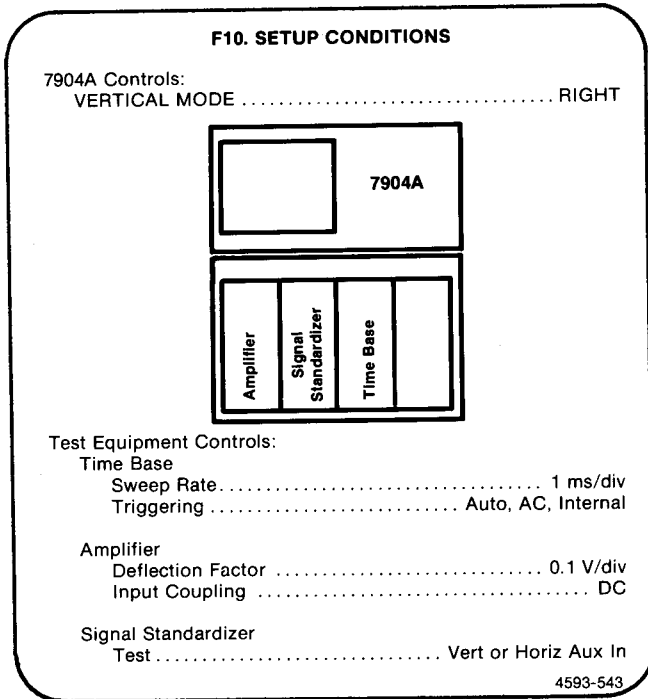 F10. SETUP CONDITIONS
7904A Controls:
VERTICAL MODE ................................ RIGHT
7904A
Amplifier
Signal
Standardizer
Time Base
Test Equipment Controls:
Time Base
Sweep Rate ................................. 1 ms/div
Triggering ......................... Auto, AC, Internal
Amplifier
Deflection Factor ........................... 0.1 V/div
Input Coupling .................................. DC
Signal Standardizer
Test ............................ Vert or Horiz Aux In
4593-543